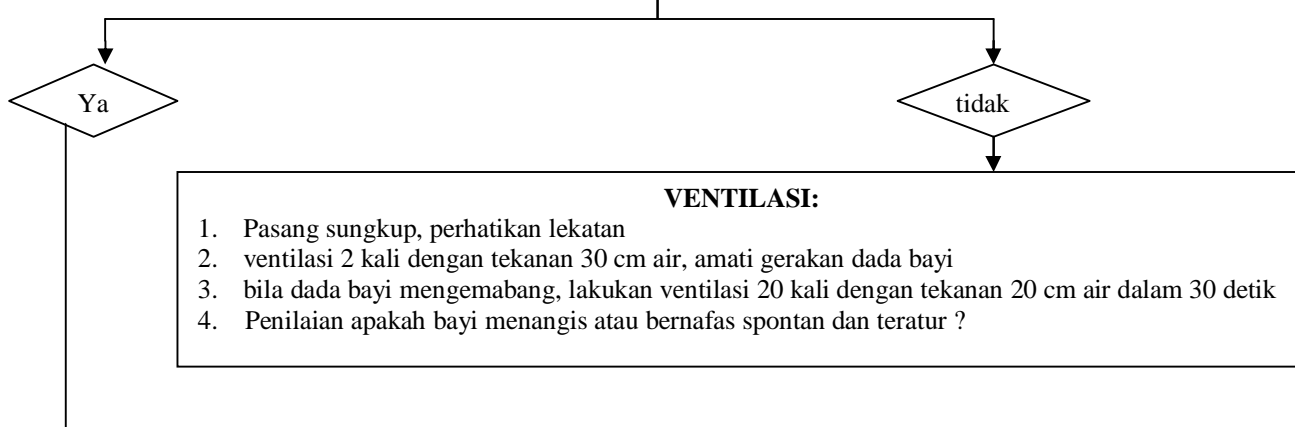 Ya
tidak
VENTILASI:
1. Pasang sungkup, perhatikan lekatan
2. ventilasi 2 kali dengan tekanan 30 cm air, amati gerakan dada bayi
3. bila dada bayi mengemabang, lakukan ventilasi 20 kali dengan tekanan 20 cm air dalam 30 detik
4. Penilaian apakah bayi menangis atau bernafas spontan dan teratur ?